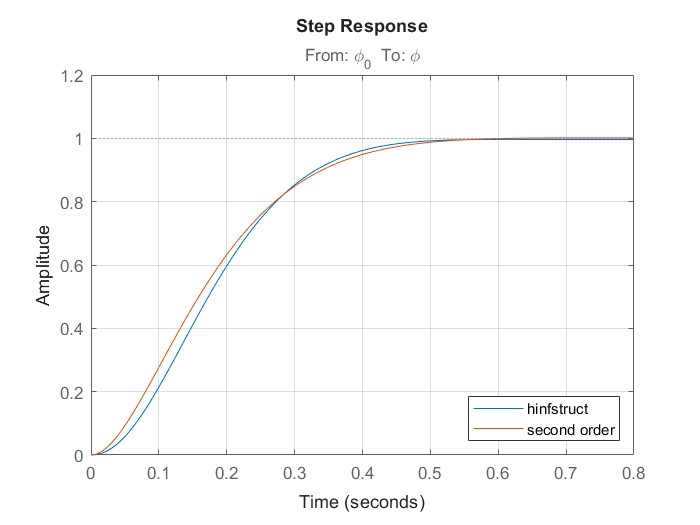 Step Response
From: ϕ0 To: ϕ
1.2
1
0.8
0.6
0.4
0.2
0
Amplitude
hinfstruct
second order
0 0.1 0.2 0.3 0.4 0.5 0.6 0.7 0.8
Time (seconds)